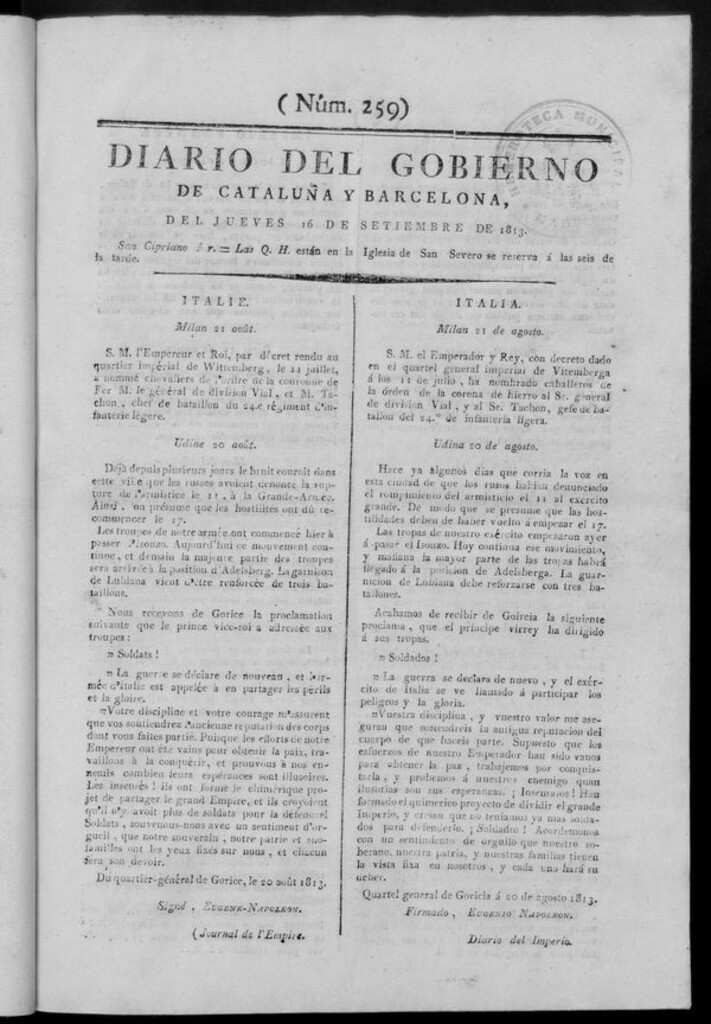 ( Núm. 259)
DIARIO DEL GOBIERNO
DE CATALUÑA Y BARCELONA,
DEL JUEVES 16 DE SETIEMBRE DE 1813.
San Cipriano = Las Q. H. están en la Iglesia de San Severo se reserva á las seis de
la tarde.
ITALIE.
Milan 21 août.
S. M. l'Empereur et Roi, par décret rendu au
quartier impérial de Wittemberg, le 11 juillet,
a nommé chevaliers de l'ordre de la couronne de
Fer M. le général de division Vial, et M. Ta-
chon, chef de bataillon du 24.e régiment d'in-
fanterie légere.
Udine 20 août.
Déjà depuis plusieurs jours le bruit couroit dans
cette ville que les russes avoient dénoncé la rup-
ture de l'armistice le 11, à la Grande-Armée.
Ainsi, on présume que les hostilités ont dû re-
commencer le 17.
Les troupes de notre armée ont commencé hier à
passer l'Isonzo. Aujourd'hui ce mouvement con-
tinue, et demain la majeure partie des troupes
sera arrivée à la position d'Adelsberg. La garnison
de Lubiana vient d'être renforcée de trois ba-
taillons.
Nous recevons de Gorice la proclamation
suivante que le prince vice-roi a adressée aux
troupes :
» Soldats !
» La guerre se déclare de nouveau, et l'ar-
mée d'Italie est appelée à en partager les périls
et la gloire.
»Votre discipline et votre courage m'assurent
que vous soutiendrez l'ancienne réputation des corps
dont vous faites partie. Puisque les efforts de notre
Empereur ont été vains pour obtenir la paix, tra-
vaillons à la conquérir, et prouvons à nos en-
nemis combien leurs espérances sont illusoires.
Les insensés ! ils ont formé le chimérique pro-
jet de partager le grand Empire, et ils croyoient
qu'il n'y avoit plus de soldats pour la défendre!
Soldats, souvenons-nous avec un sentiment d'or-
gueil, que notre souverain, notre patrie et nos
familles ont les yeux fixés sur nous, et chacun
fera son devoir.
Du quartier-général de Gorice, le 20 août 1813.
Signé, EUGENE-NAPOLEON.
(Journal de l'Empire.
ITALIA.
Milan 21 de agosto.
S. M. el Emperador y Rey, con decreto dado
en el quartel general imperial de Vitemberga
á los 11 de julio, ha nombrado caballeros de
la órden de la corona de hierro al Sr. general
de division Vial, y al Sr. Tachon, gefe de ba-
tallon del 24.º de infantería ligera.
Udina 20 de agosto.
Hace ya algunos dias que corria la voz en
esta ciudad de que los rusos habian denunciado
el rompimiento del armisticio el 11 al exército
grande. De modo que se presume que las hos-
tilidades deben de haber vuelto á empezar el 17.
Las tropas de nuestro exército empezaron ayer
á pasar el Isonzo. Hoy continua ese movimiento,
y mañana la mayor parte de las tropas habrá
llegado á la posicion de Adelsberga. La guar-
nicion de Lubiana debe reforzarse con tres ba-
tallones.
Acabamos de recibir de Goircia la siguiente
proclama, que el príncipe virrey ha dirigido
á sus tropas.
» Soldados !
» La guerra se declara de nuevo, y el exér-
cito de Italia se ve llamado á participar los
peligros y la gloria.
»Vuestra disciplina, y vuestro valor me ase-
guran que sostendreis la antigua reputacion del
cuerpo de que haceis parte. Supuesto que los
esfuerzos de nuestro Emperador han sido vanos
para obtener la paz, trabajemos por conquis-
tarla, y probemos á nuestros enemigo quan
ilusorias son sus esperanzas. ¡ Insensatos ! Han
formado el quimerico proyecto de dividir el grande
Imperio, y creian que no teniamos ya mas solda-
dos para defenderlo. ¡ Soldados ! Acordemonos
con un sentimiento de orgullo que nuestro so-
berano, nuestra patria, y nuestras familias tienen
la vista fixa en nosotros, y cada uno hará su
deber.
Quartel general de Goricia á 20 de agosto 1813.
Firmado, EUGENIO NAPOLEON.
Diario del Imperio.